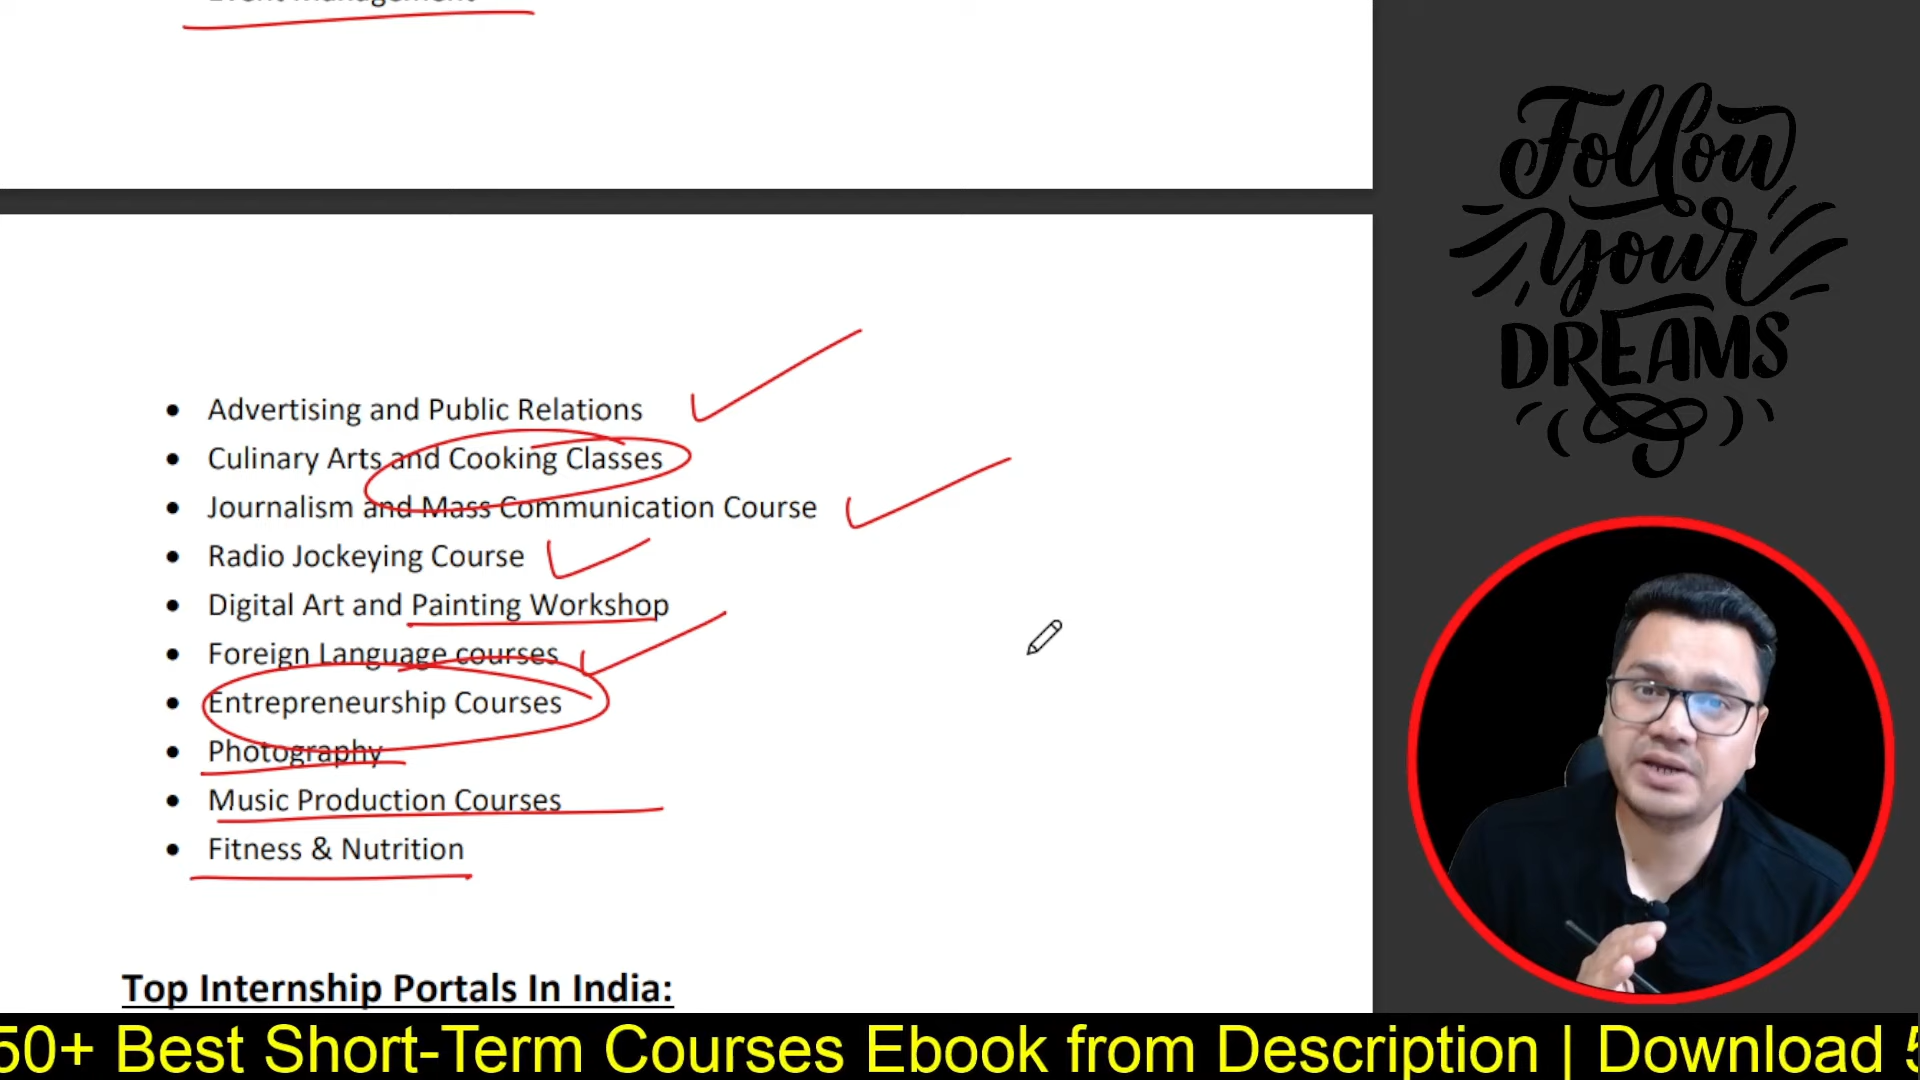 Event Management
Follow
your
DREAMS
• Advertising and Public Relations
• Culinary Arts and Cooking Classes
• Journalism and Mass Communication Course
• Radio Jockeying Course
• Digital Art and Painting Workshop
• Foreign Language courses
• Entrepreneurship Courses
• Photography
• Music Production Courses
• Fitness & Nutrition
Top Internship Portals In India:
50+ Best Short-Term Courses Ebook from Description | Download 5